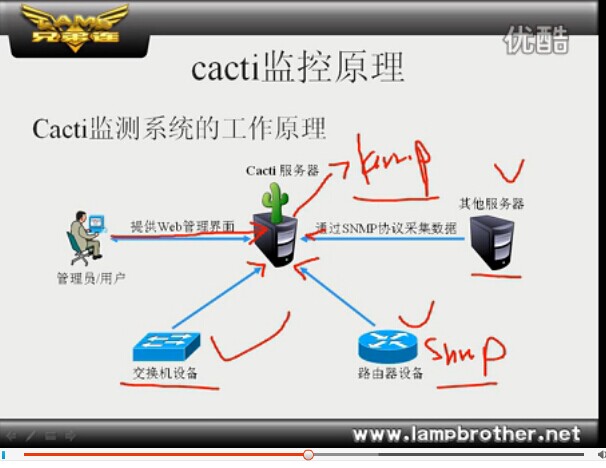 LAMP
兄弟连
优酷
cacti监控原理
Cacti监测系统的工作原理
Cacti 服务器
其他服务器
提供Web管理界面
通过SNMP协议采集数据
管理员/用户
snmp
交换机设备
路由器设备
www.lampbrother.net